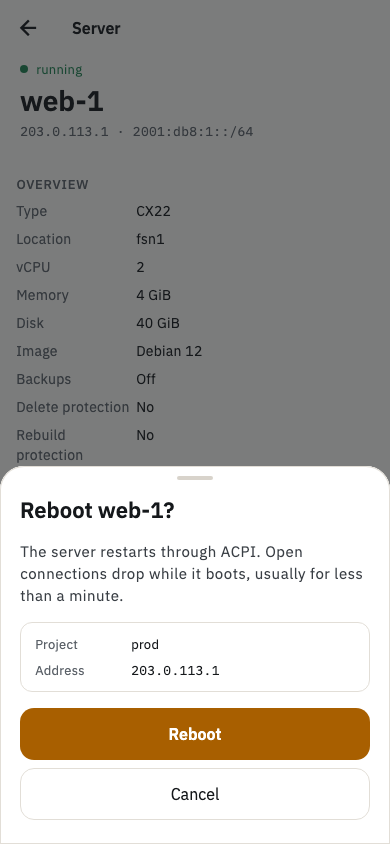 Server
running
web-1
203.0.113.1 · 2001:db8:1::/64
OVERVIEW
Type CX22
Location fsn1
vCPU 2
Memory 4 GiB
Disk 40 GiB
Image Debian 12
Backups Off
Delete protection No
Rebuild No
protection
Reboot web-1?
The server restarts through ACPI. Open
connections drop while it boots, usually for less
than a minute.
Project prod
Address 203.0.113.1
Reboot
Cancel